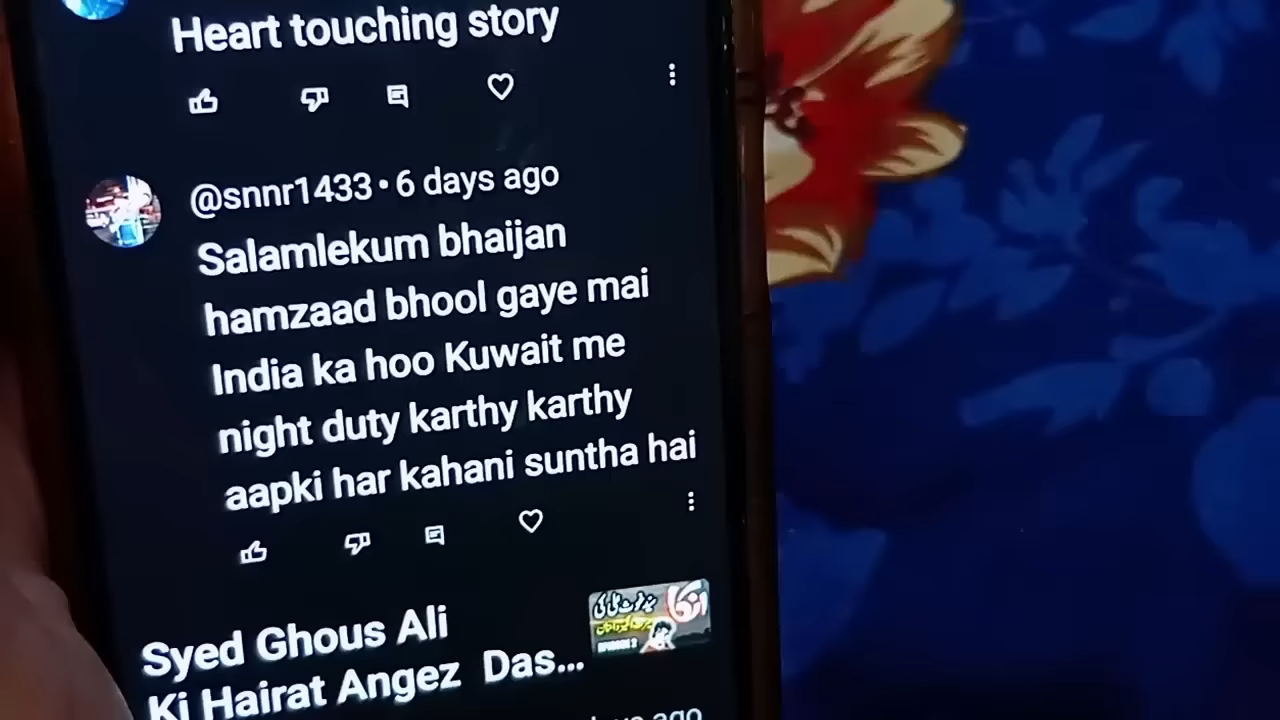 Heart touching story
@snnr1433 • 6 days ago
Salamlekum bhaijan
hamzaad bhool gaye mai
India ka hoo Kuwait me
night duty karthy karthy
aapki har kahani suntha hai
Syed Ghous Ali
Ki Hairat Angez Das...
ago